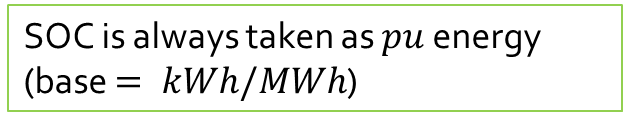 SOC is always taken as pu energy
(base = kWh/MWh)